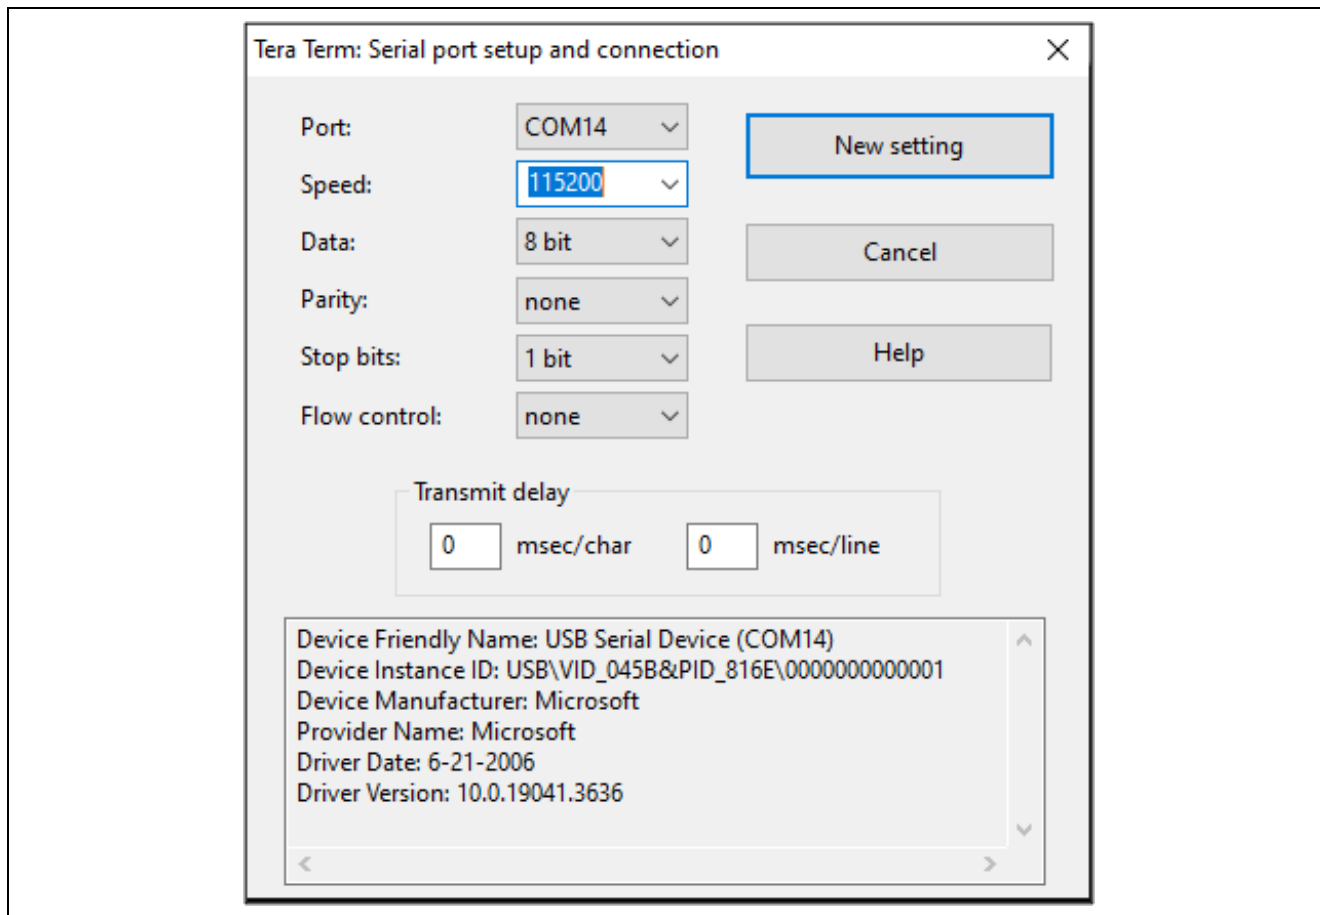 Tera Term: Serial port setup and connection
Port: COM14
New setting
Speed: 115200
Data: 8 bit
Cancel
Parity: none
Stop bits: 1 bit
Help
Flow control: none
Transmit delay
0 msec/char 0 msec/line
Device Friendly Name: USB Serial Device (COM14)
Device Instance ID: USB\VID_045B&PID_816E\0000000000001
Device Manufacturer: Microsoft
Provider Name: Microsoft
Driver Date: 6-21-2006
Driver Version: 10.0.19041.3636